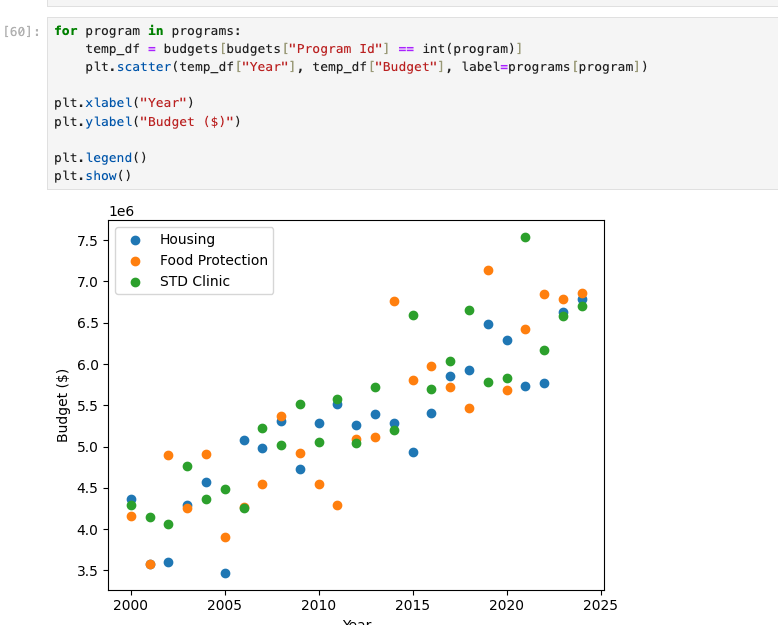 [60]:
for program in programs:
    temp_df = budgets[budgets["Program Id"] == int(program)]
    plt.scatter(temp_df["Year"], temp_df["Budget"], label=programs[program])
plt.xlabel("Year")
plt.ylabel("Budget ($)")
plt.legend()
plt.show()
1e6
Housing
Food Protection
STD Clinic
7.5
7.0
6.5
6.0
5.5
5.0
4.5
4.0
3.5
Budget ($)
2000 2005 2010 2015 2020 2025
Year